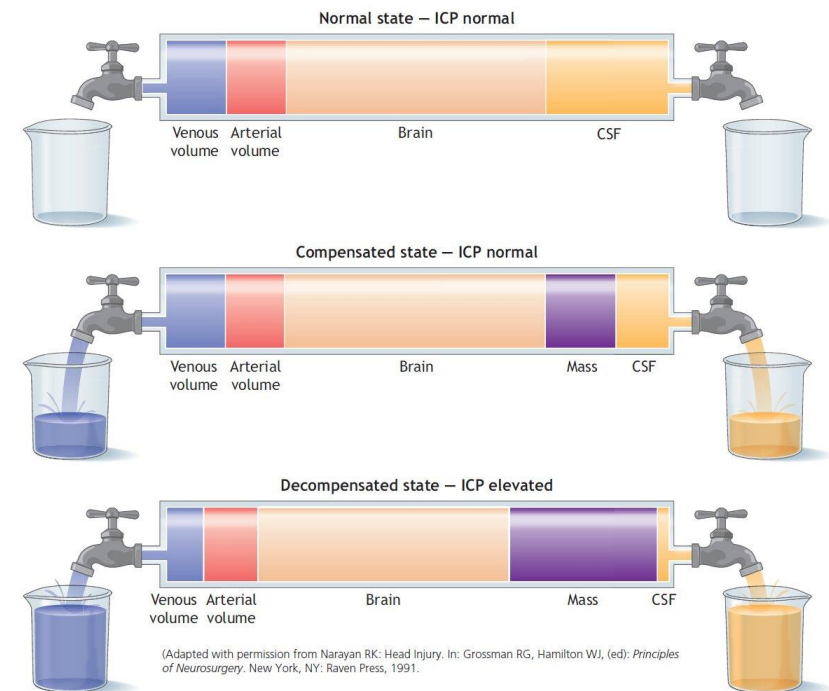 Normal state – ICP normal
Venous Arterial Brain CSF
volume volume
Compensated state – ICP normal
Venous Arterial Brain Mass CSF
volume volume
Decompensated state – ICP elevated
Venous Arterial Brain Mass CSF
volume volume
(Adapted with permission from Narayan RK: Head Injury. In: Grossman RG, Hamilton WJ, (ed): Principles
of Neurosurgery. New York, NY: Raven Press, 1991.